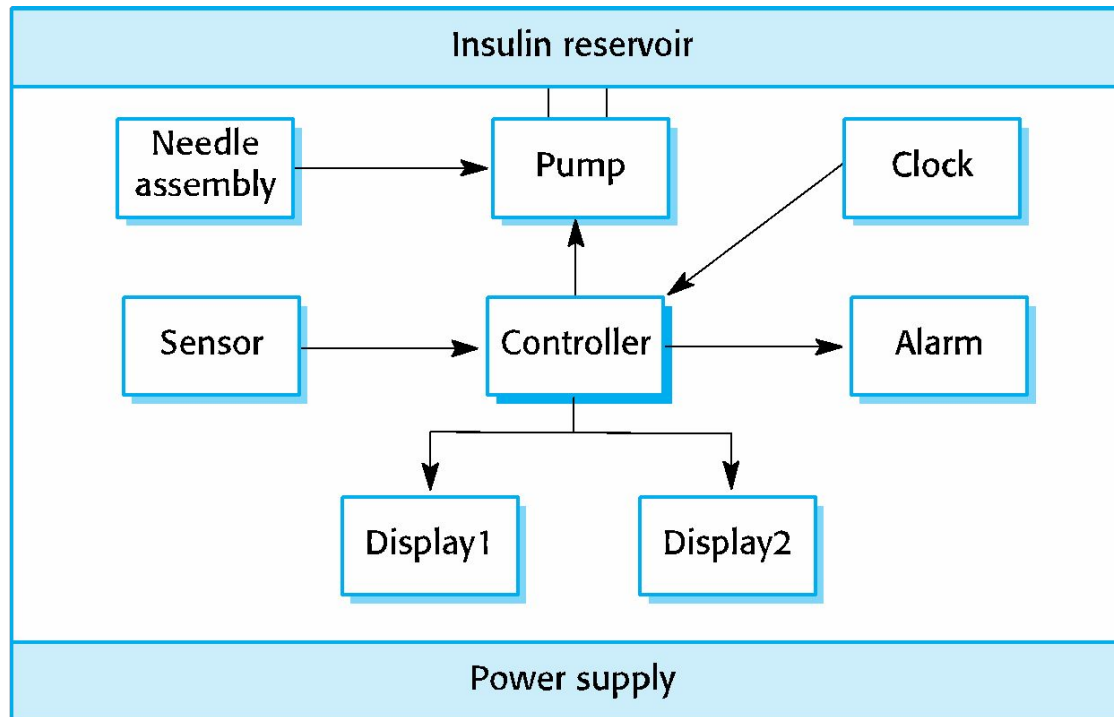 Insulin reservoir
Needle
assembly
Pump
Clock
Sensor
Controller
Alarm
Display1
Display2
Power supply